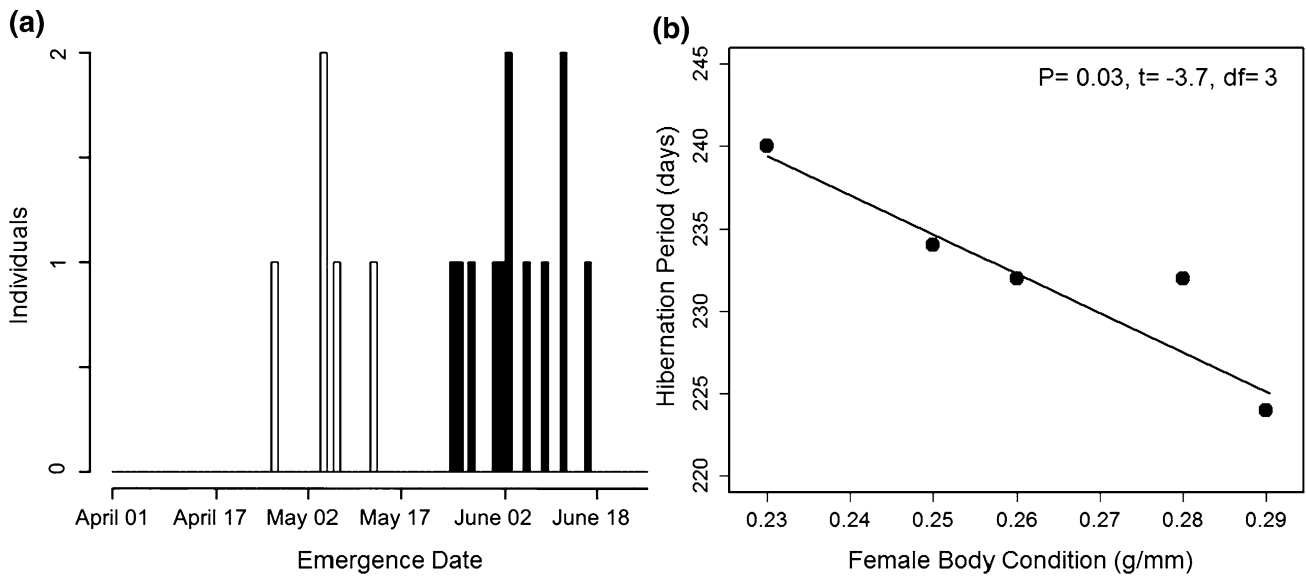 (a)
2
1
0
Individuals
April 01 April 17 May 02 May 17 June 02 June 18
Emergence Date
(b)
P= 0.03, t= -3.7, df= 3
245
240
235
230
225
220
Hibernation Period (days)
0.23 0.24 0.25 0.26 0.27 0.28 0.29
Female Body Condition (g/mm)